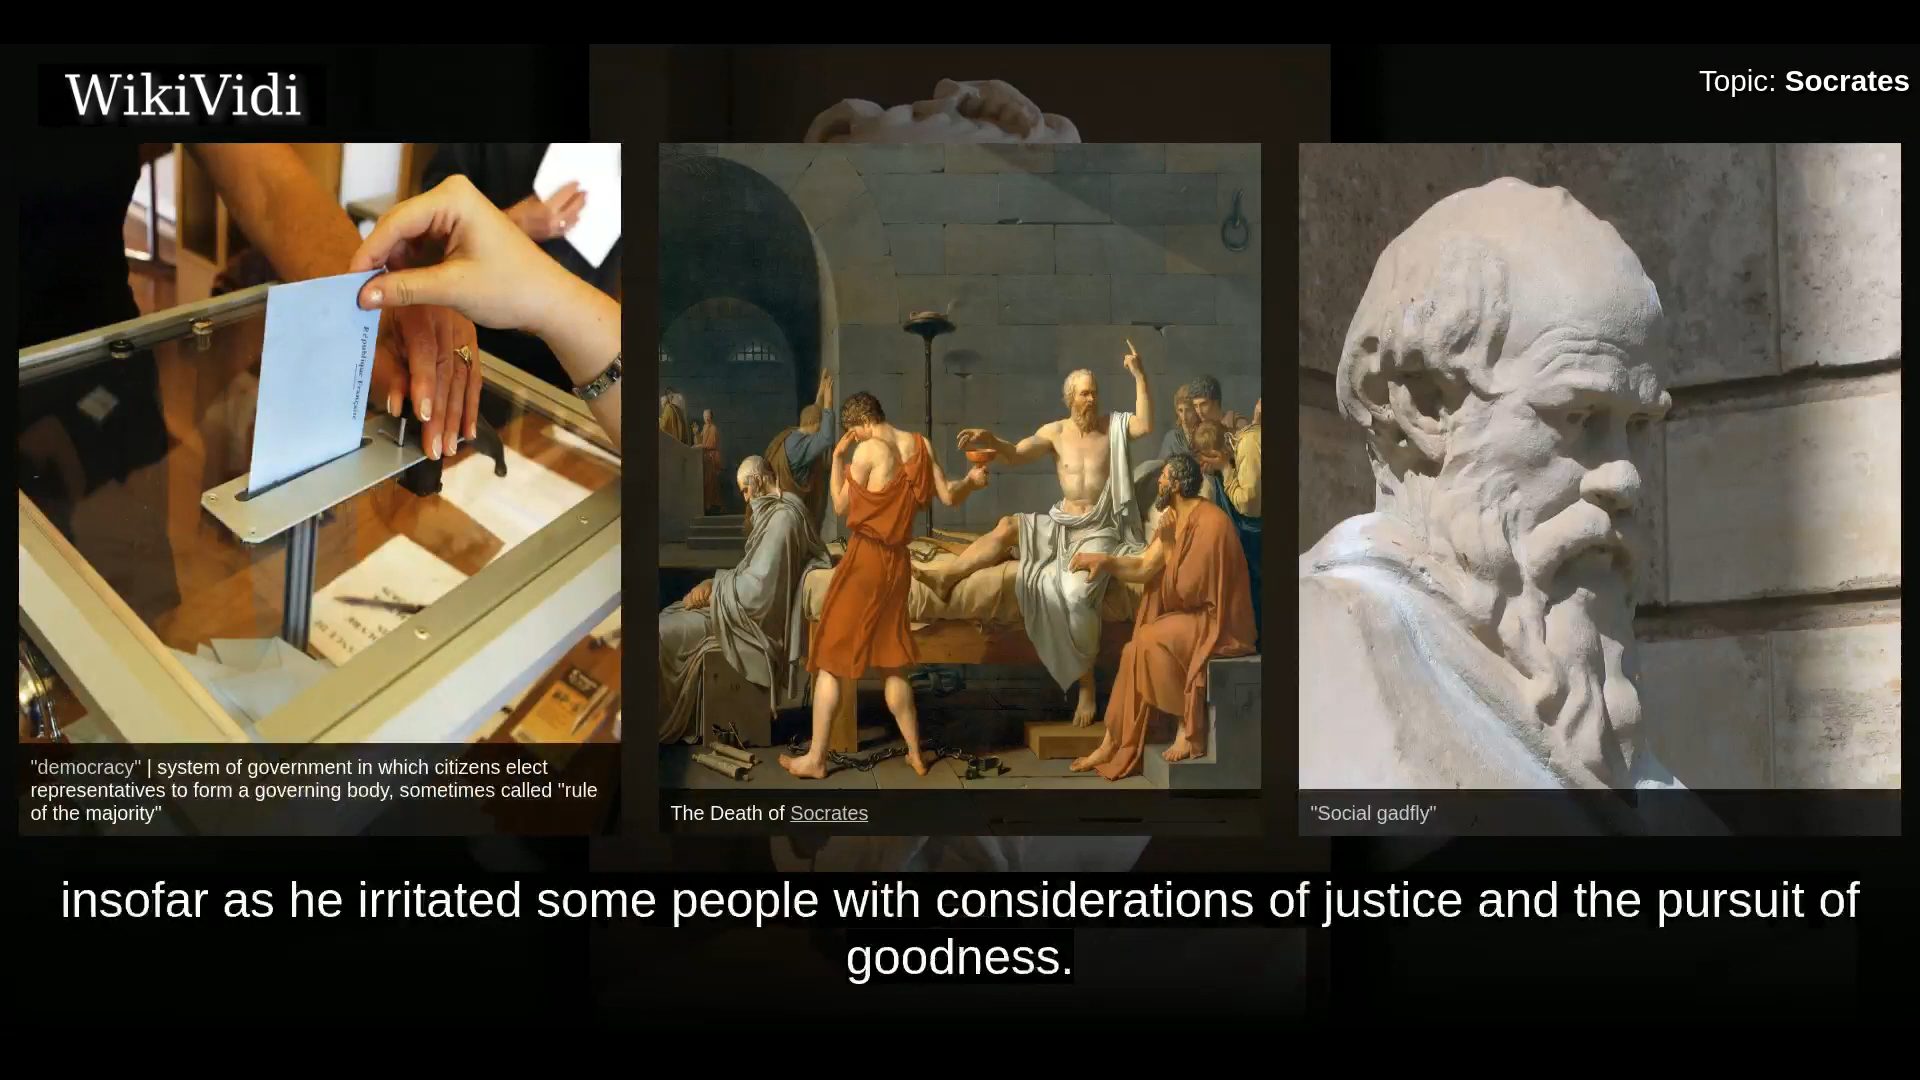 WikiVidi
Topic: Socrates
République Française
"democracy" | system of government in which citizens elect
representatives to form a governing body, sometimes called "rule
of the majority"
The Death of Socrates
"Social gadfly"
insofar as he irritated some people with considerations of justice and the pursuit of
goodness.